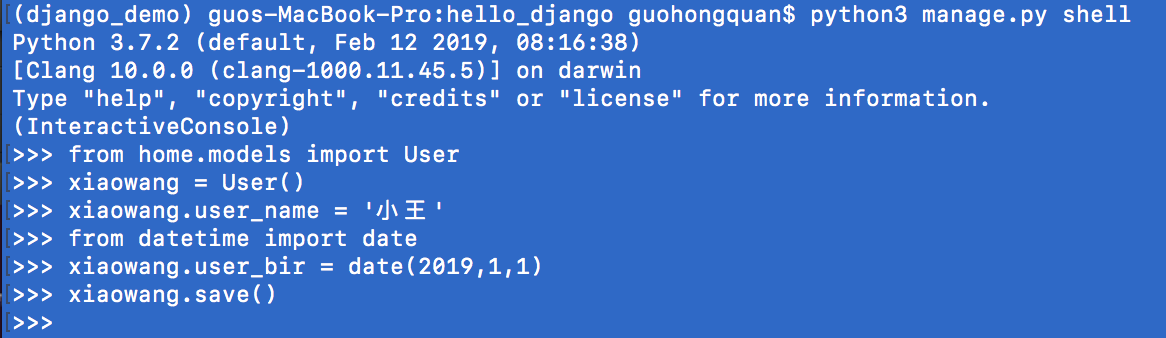 (django_demo) guos-MacBook-Pro:hello_django guohongquan$ python3 manage.py shell
Python 3.7.2 (default, Feb 12 2019, 08:16:38)
[Clang 10.0.0 (clang-1000.11.45.5)] on darwin
Type "help", "copyright", "credits" or "license" for more information.
(InteractiveConsole)
[>>> from home.models import User
[>>> xiaowang = User()
[>>> xiaowang.user_name = '小王'
[>>> from datetime import date
[>>> xiaowang.user_bir = date(2019,1,1)
[>>> xiaowang.save()
[>>>